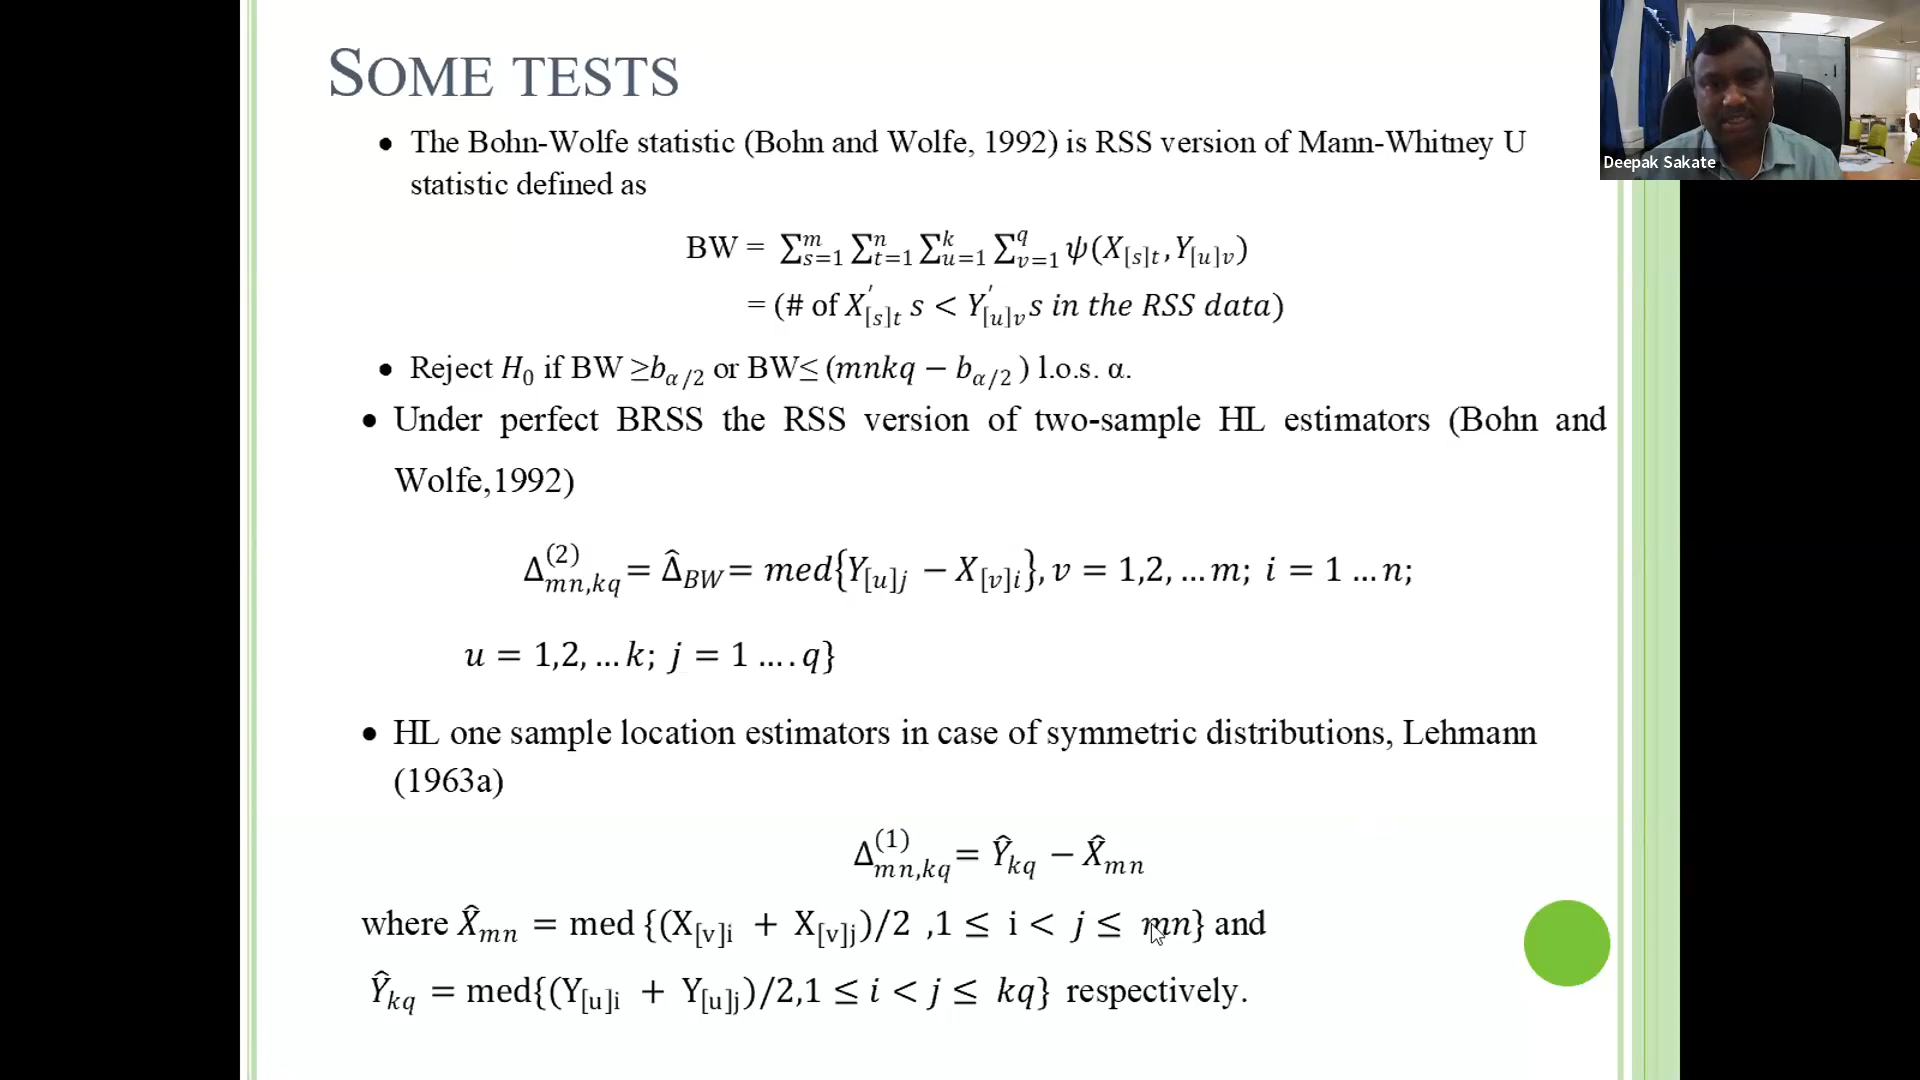 SOME TESTS
• The Bohn-Wolfe statistic (Bohn and Wolfe, 1992) is RSS version of Mann-Whitney U
statistic defined as
BW = ∑ₛ₌₁ᵐ ∑ₜ₌₁ⁿ ∑ᵤ₌₁ᵏ ∑ᵥ₌₁^q ψ(X_{[s]t}, Y_{[u]v})
= (# of X′_{[s]t} s < Y′_{[u]v} s in the RSS data)
• Reject H₀ if BW ≥b_{α/2} or BW≤ (mnkq − b_{α/2} ) l.o.s. α.
• Under perfect BRSS the RSS version of two-sample HL estimators (Bohn and
Wolfe,1992)
Δ^{(2)}_{mn,kq} = Δ̂_{BW} = med{Y_{[u]j} − X_{[v]i}}, v = 1,2, … m; i = 1 … n;
u = 1,2, … k; j = 1 … . q}
• HL one sample location estimators in case of symmetric distributions, Lehmann
(1963a)
Δ^{(1)}_{mn,kq} = Ŷ_{kq} − X̂_{mn}
where X̂_{mn} = med {(X_{[v]i} + X_{[v]j})/2 ,1 ≤ i < j ≤ mn} and
Ŷ_{kq} = med{(Y_{[u]i} + Y_{[u]j})/2,1 ≤ i < j ≤ kq} respectively.
Deepak Sakate